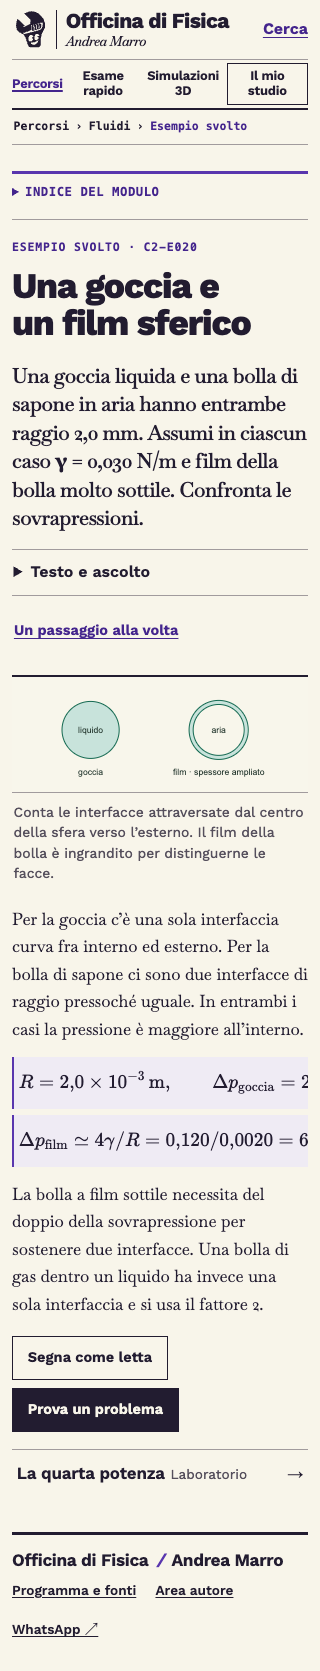 Officina di Fisica
Andrea Marro
Cerca
Percorsi
Esame rapido
Simulazioni 3D
Il mio studio
Percorsi › Fluidi › Esempio svolto
▶ INDICE DEL MODULO
ESEMPIO SVOLTO · C2–E020
Una goccia e
un film sferico
Una goccia liquida e una bolla di
sapone in aria hanno entrambe
raggio 2,0 mm. Assumi in ciascun
caso γ = 0,030 N/m e film della
bolla molto sottile. Confronta le
sovrapressioni.
▶ Testo e ascolto
Un passaggio alla volta
liquido
aria
goccia
film · spessore ampliato
Conta le interfacce attraversate dal centro
della sfera verso l’esterno. Il film della
bolla è ingrandito per distinguerne le
facce.
Per la goccia c’è una sola interfaccia
curva fra interno ed esterno. Per la
bolla di sapone ci sono due interfacce di
raggio pressoché uguale. In entrambi i
casi la pressione è maggiore all’interno.
R = 2,0 × 10⁻³ m, Δp_goccia = 2
Δp_film ≃ 4γ/R = 0,120/0,0020 = 6
La bolla a film sottile necessita del
doppio della sovrapressione per
sostenere due interfacce. Una bolla di
gas dentro un liquido ha invece una
sola interfaccia e si usa il fattore 2.
Segna come letta
Prova un problema
La quarta potenza Laboratorio →
Officina di Fisica / Andrea Marro
Programma e fonti Area autore
WhatsApp ↗